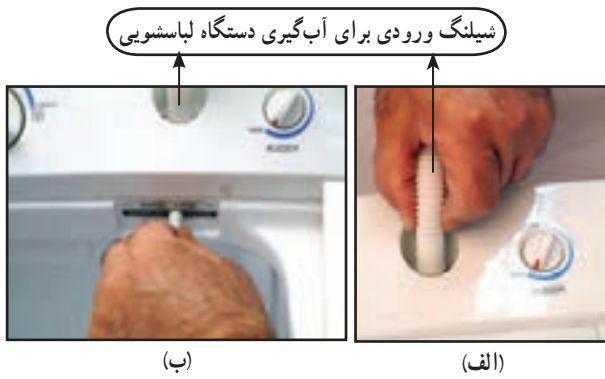 شیلنگ ورودی برای آب‌گیری دستگاه لباسشویی
(الف)
(ب)